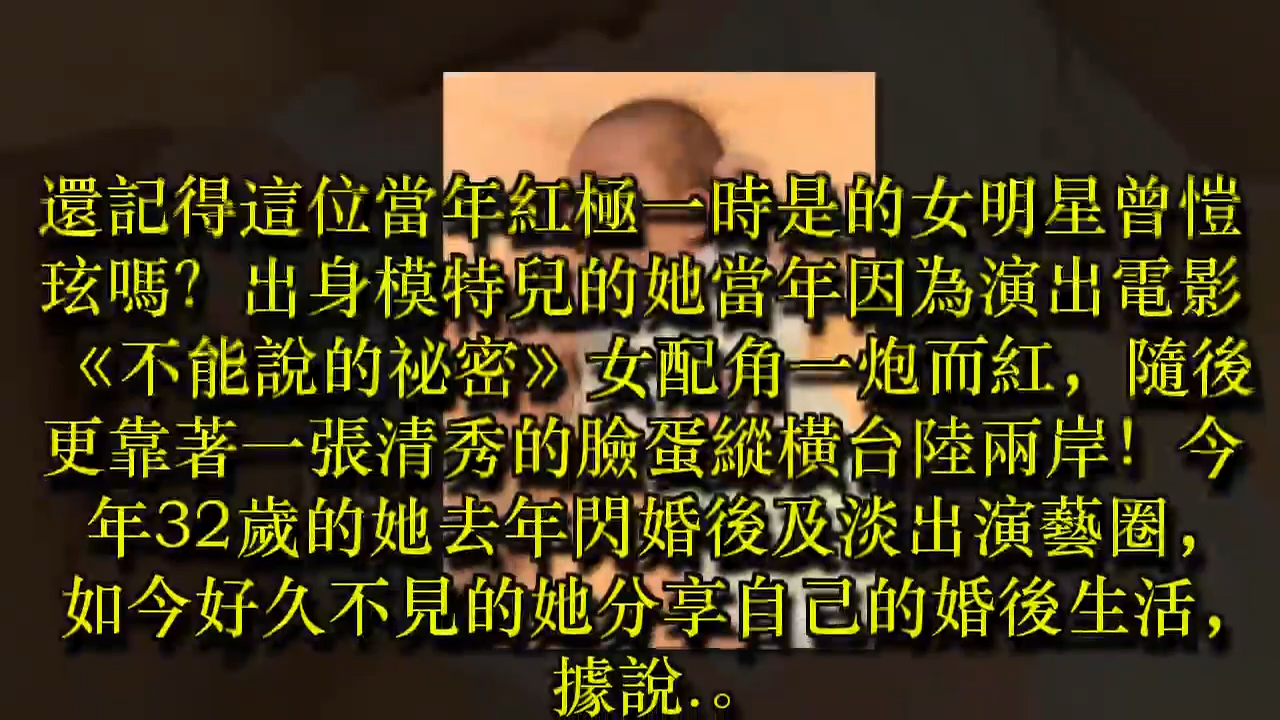 還記得這位當年紅極一時是的女明星曾愷
玹嗎？出身模特兒的她當年因為演出電影
《不能說的祕密》女配角一炮而紅，隨後
更靠著一張清秀的臉蛋縱橫台陸兩岸！今
年32歲的她去年閃婚後及淡出演藝圈，
如今好久不見的她分享自己的婚後生活，
據說.。